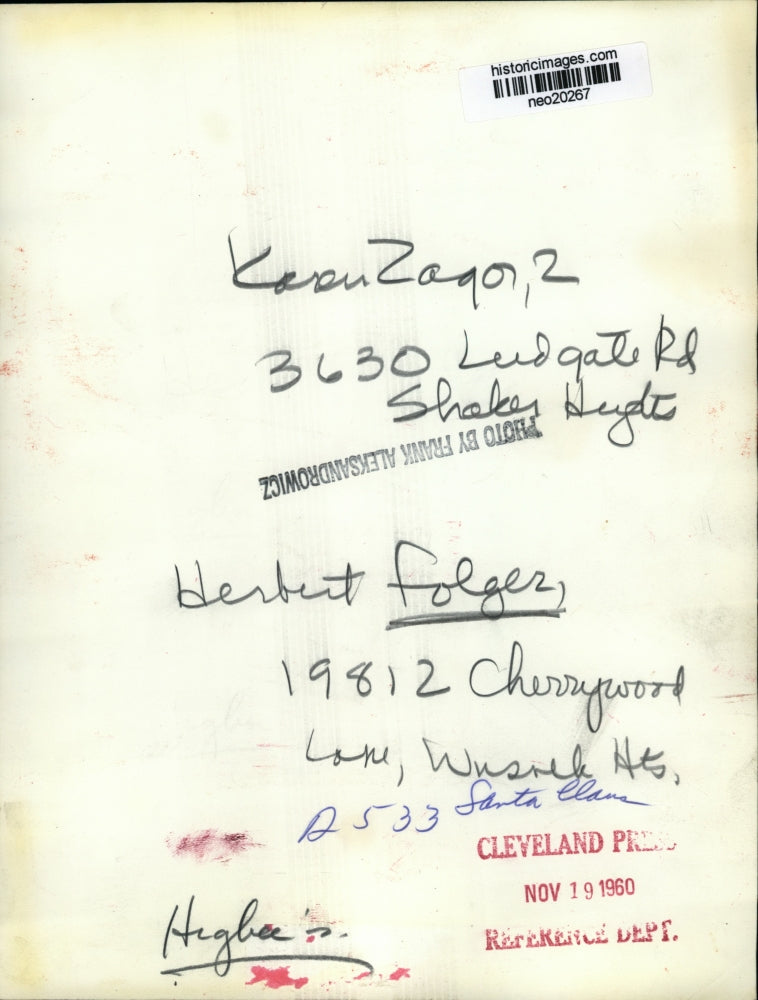 historicimages.com
neo20267
Karen Zagor, 2
3630 Ludgate Rd
Shaker Heights
PHOTO BY FRANK ALEKSANDROWICZ
Herbert Folger,
19812 Cherrywood
Lane, Warrensville Hts.
A 533 Santa Claus
CLEVELAND PRESS
NOV 19 1960
REFERENCE DEPT.
Higbee's.